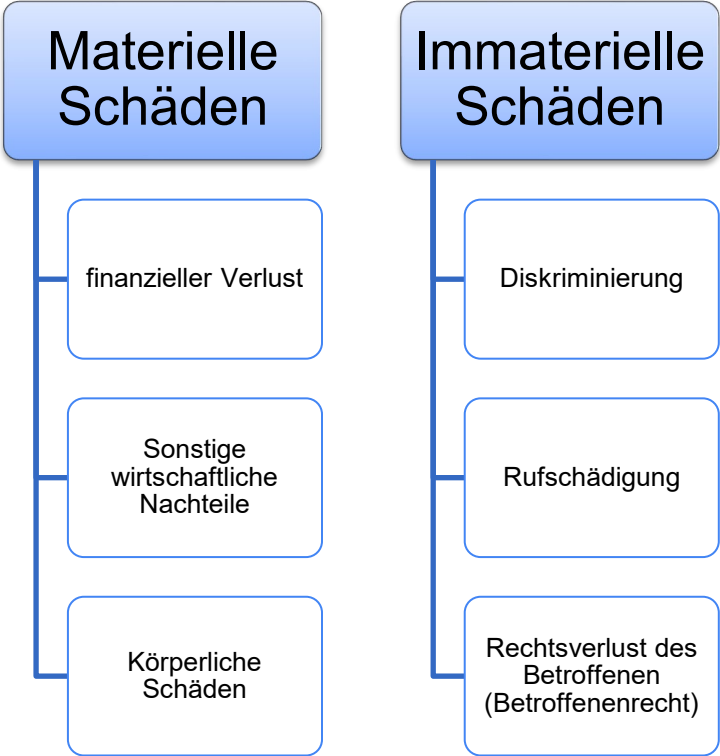 Materielle
Schäden
finanzieller Verlust
Sonstige
wirtschaftliche
Nachteile
Körperliche
Schäden
Immaterielle
Schäden
Diskriminierung
Rufschädigung
Rechtsverlust des
Betroffenen
(Betroffenenrecht)